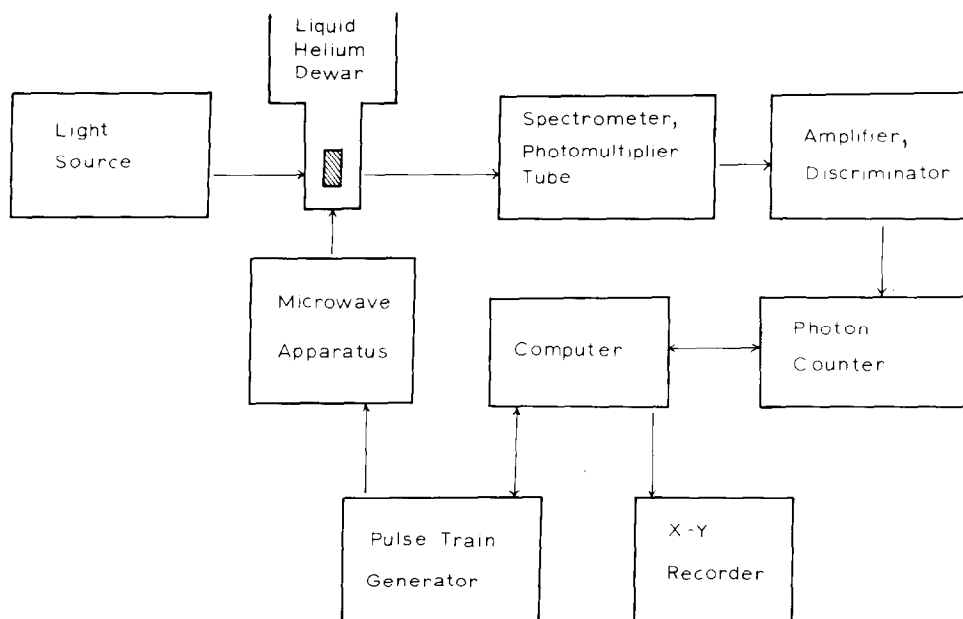 Liquid
Helium
Dewar
Light
Source
Spectrometer,
Photomultiplier
Tube
Amplifier,
Discriminator
Microwave
Apparatus
Computer
Photon
Counter
Pulse Train
Generator
X-Y
Recorder